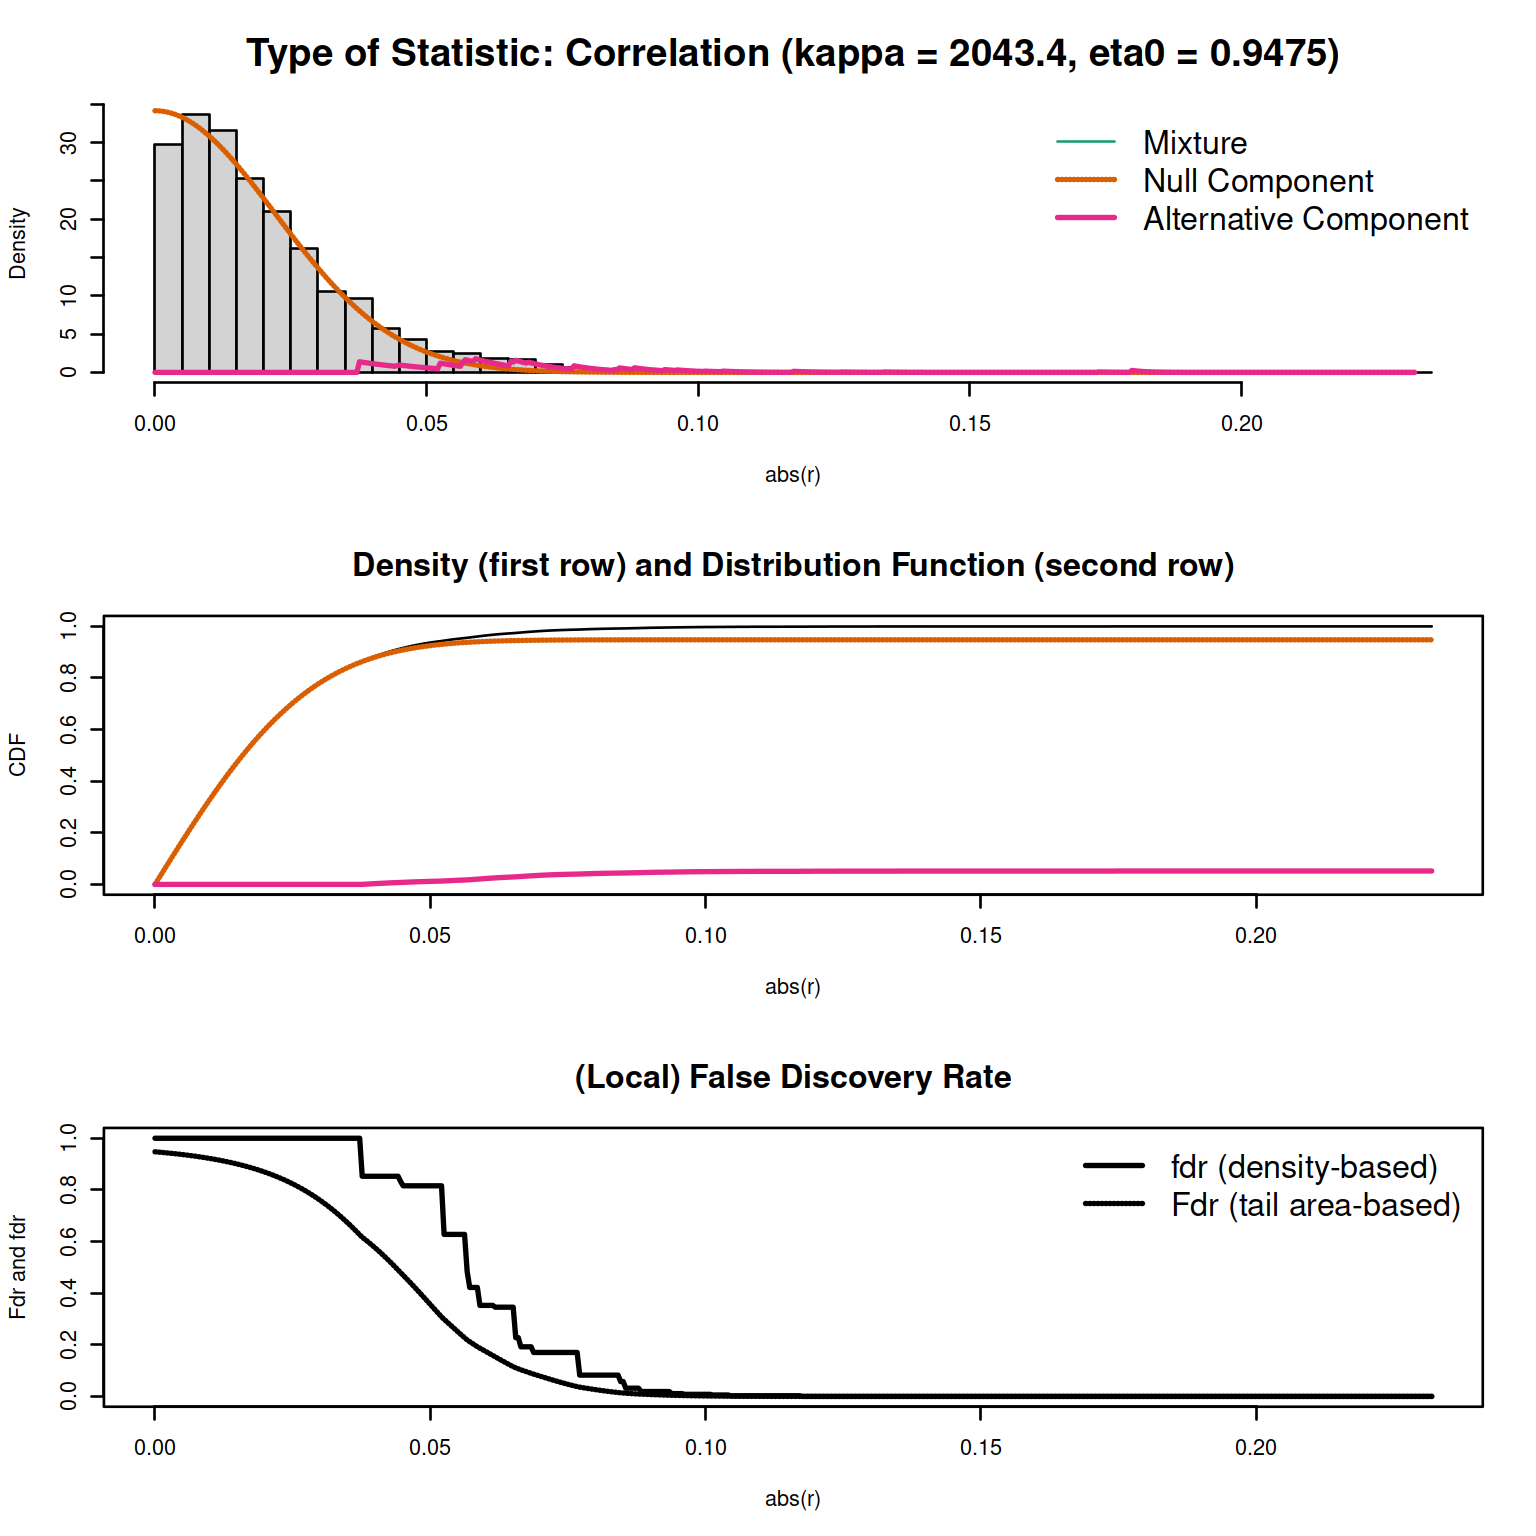 Type of Statistic: Correlation (kappa = 2043.4, eta0 = 0.9475)
Density
0
5
10
20
30
Mixture
Null Component
Alternative Component
0.00
0.05
0.10
0.15
0.20
abs(r)
Density (first row) and Distribution Function (second row)
CDF
0.0
0.2
0.4
0.6
0.8
1.0
0.00
0.05
0.10
0.15
0.20
abs(r)
(Local) False Discovery Rate
Fdr and fdr
0.0
0.2
0.4
0.6
0.8
1.0
fdr (density-based)
Fdr (tail area-based)
0.00
0.05
0.10
0.15
0.20
abs(r)